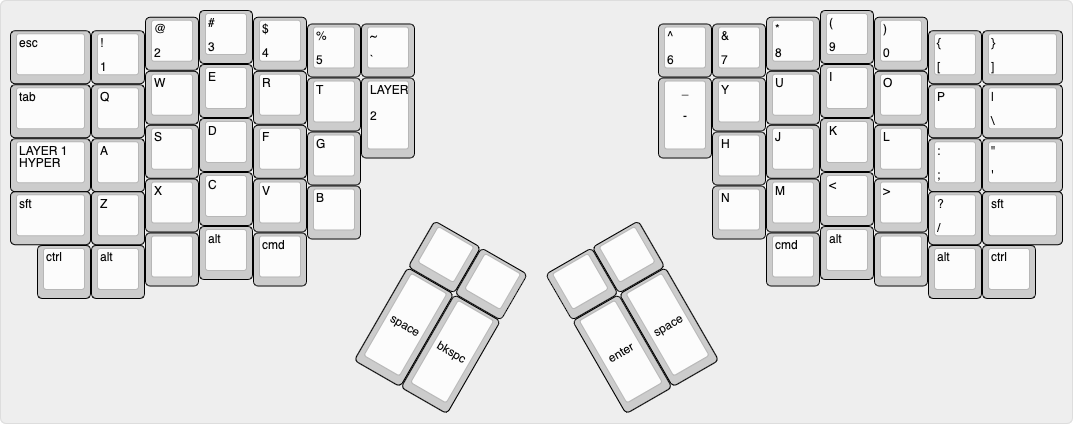 esc ! @ # $ % ~ ^ & * ( ) { }
1 2 3 4 5 ` 6 7 8 9 0 [ ]
tab Q W E R T LAYER _ Y U I O P |
2 - \
LAYER 1 A S D F G H J K L : "
HYPER ; '
sft Z X C V B N M < > ? sft
/
ctrl alt alt cmd cmd alt alt ctrl
space bkspc enter space